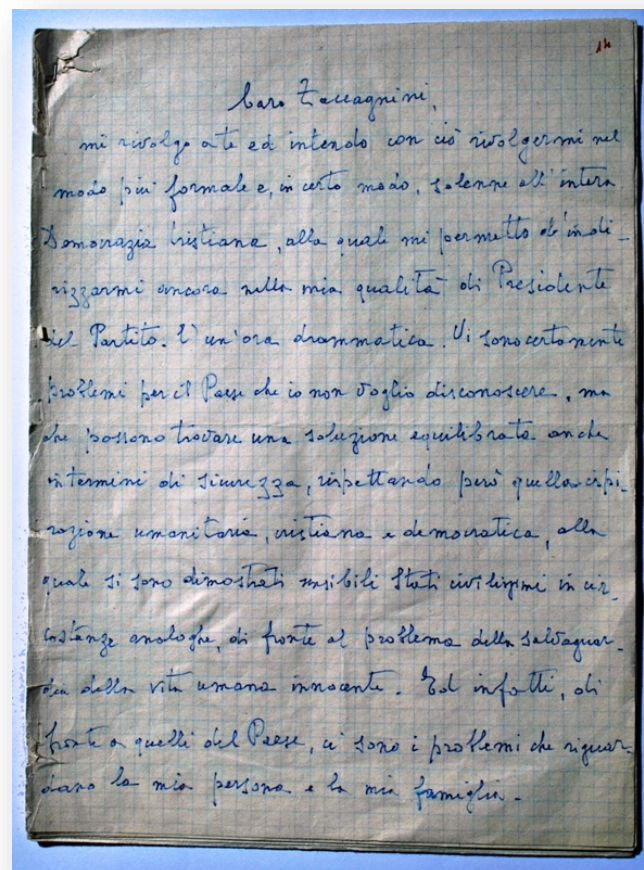 14
Caro Zaccagnini,
mi rivolgo a te ed intendo con ciò rivolgermi nel
modo più formale e, in certo modo, solenne all'intera
Democrazia Cristiana, alla quale mi permetto d'indi-
rizzarmi ancora nella mia qualità di Presidente
del Partito. È un'ora drammatica. Vi sono certamente
problemi per il Paese che io non voglio disconoscere, ma
che possono trovare una soluzione equilibrata anche
in termini di sicurezza, rispettando però quella ispi-
razione umanitaria, cristiana e democratica, alla
quale si sono dimostrati sensibili Stati civilissimi in cir-
costanze analoghe, di fronte al problema della salvaguar-
dia della vita umana innocente. Ed infatti, di
fronte a quelli del Paese, ci sono i problemi che riguar-
dano la mia persona e la mia famiglia.